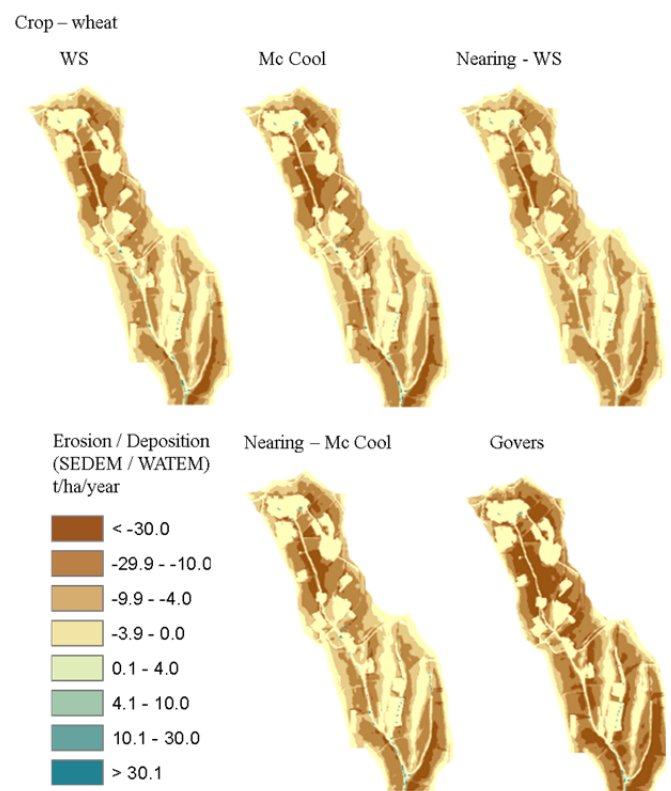 Crop – wheat
WS
Mc Cool
Nearing - WS
Erosion / Deposition
(SEDEM / WATEM)
t/ha/year
Nearing – Mc Cool
Govers
< -30.0
-29.9 - -10.0
-9.9 - -4.0
-3.9 - 0.0
0.1 - 4.0
4.1 - 10.0
10.1 - 30.0
> 30.1